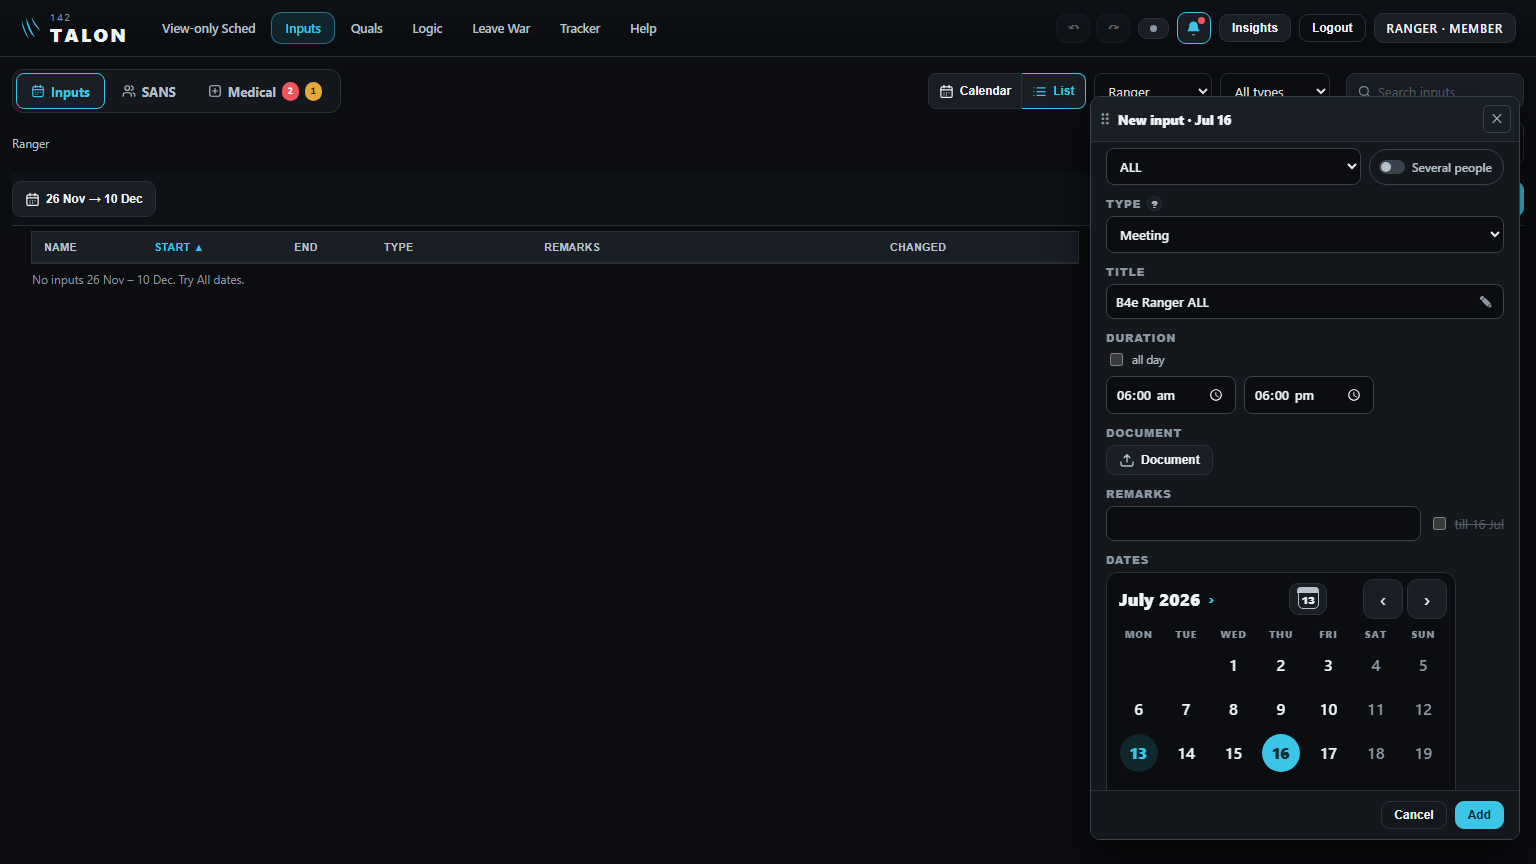 142
TALON
View-only Sched
Inputs
Quals
Logic
Leave War
Tracker
Help
Insights
Logout
RANGER · MEMBER
Inputs
SANS
Medical
2
1
Calendar
List
Ranger
All types
Search inputs
Ranger
26 Nov → 10 Dec
NAME
START ▲
END
TYPE
REMARKS
CHANGED
No inputs 26 Nov – 10 Dec. Try All dates.
New input · Jul 16
ALL
Several people
TYPE ?
Meeting
TITLE
B4e Ranger ALL
DURATION
all day
06:00 am
06:00 pm
DOCUMENT
Document
REMARKS
till 16 Jul
DATES
July 2026 ›
13
‹ ›
MON TUE WED THU FRI SAT SUN
1 2 3 4 5
6 7 8 9 10 11 12
13 14 15 16 17 18 19
Cancel
Add